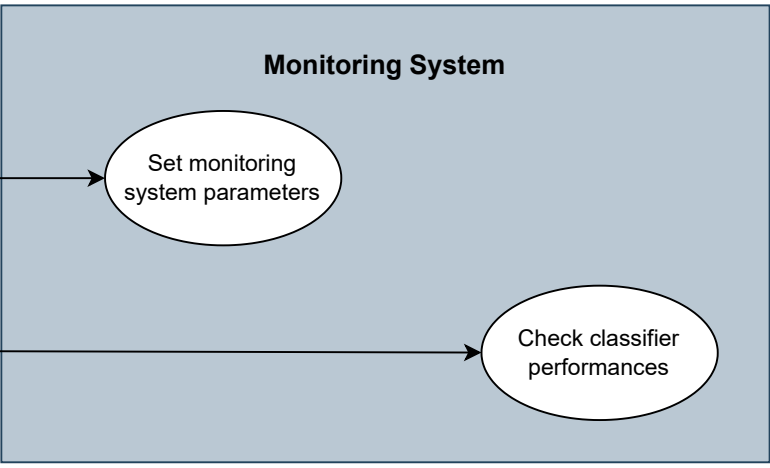 Monitoring System
Set monitoring
system parameters
Check classifier
performances